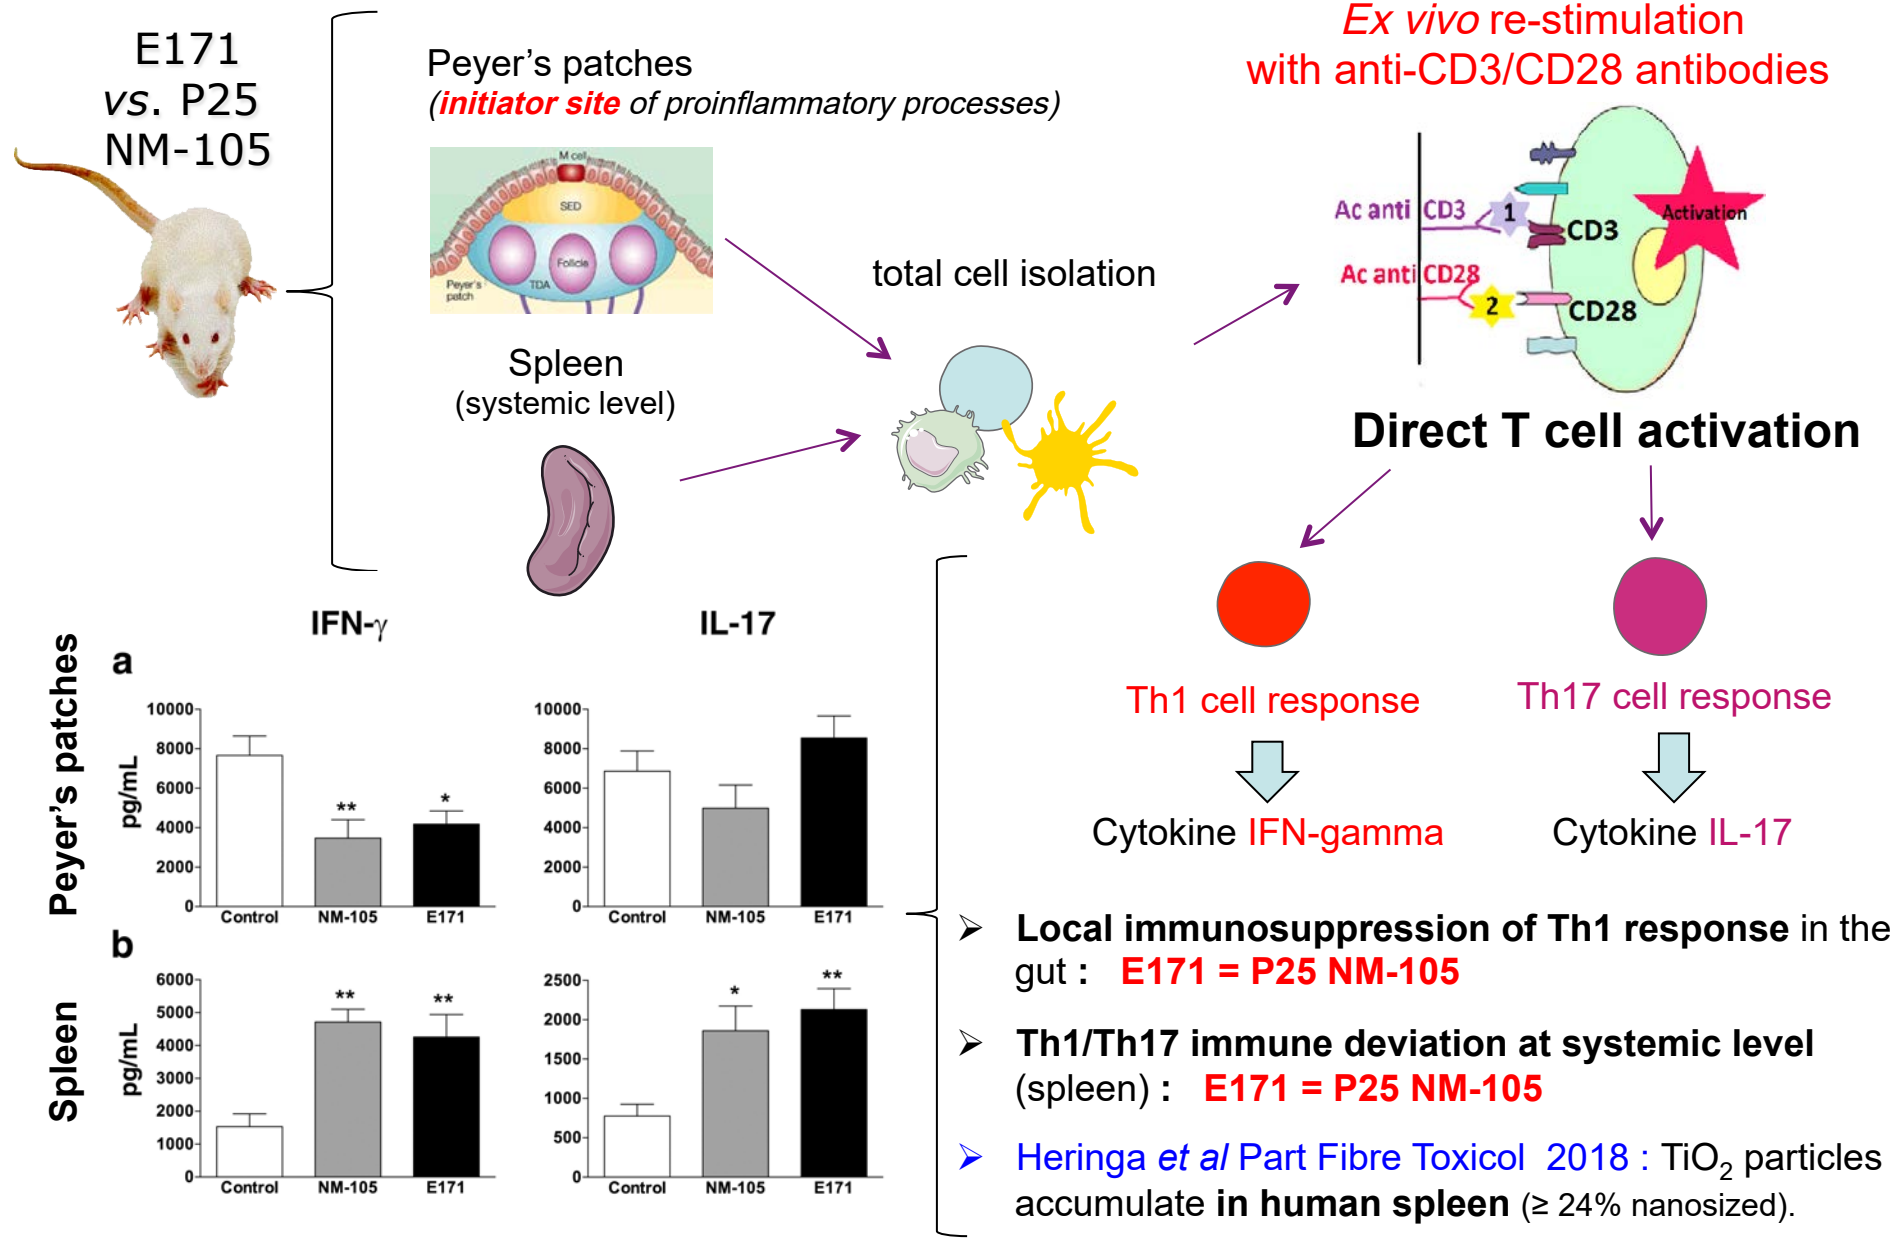 E171
vs. P25
NM-105
Peyer's patches
(initiator site of proinflammatory processes)
M cell
SED
Follicle
TDA
Peyer's
patch
Spleen
(systemic level)
total cell isolation
Ex vivo re-stimulation
with anti-CD3/CD28 antibodies
Activation
Ac anti CD3
1
CD3
Ac anti CD28
2
CD28
Direct T cell activation
Th1 cell response
Th17 cell response
Cytokine IFN-gamma
Cytokine IL-17
IFN-γ
IL-17
Peyer's patches
a
pg/mL
10000
8000
6000
4000
2000
0
**
*
Control
NM-105
E171
10000
8000
6000
4000
2000
0
Control
NM-105
E171
Spleen
b
pg/mL
6000
5000
4000
3000
2000
1000
0
**
**
Control
NM-105
E171
2500
2000
1500
1000
500
0
*
**
Control
NM-105
E171
➢ Local immunosuppression of Th1 response in the
gut : E171 = P25 NM-105
➢ Th1/Th17 immune deviation at systemic level
(spleen) : E171 = P25 NM-105
➢ Heringa et al Part Fibre Toxicol 2018 : TiO₂ particles
accumulate in human spleen (≥ 24% nanosized).